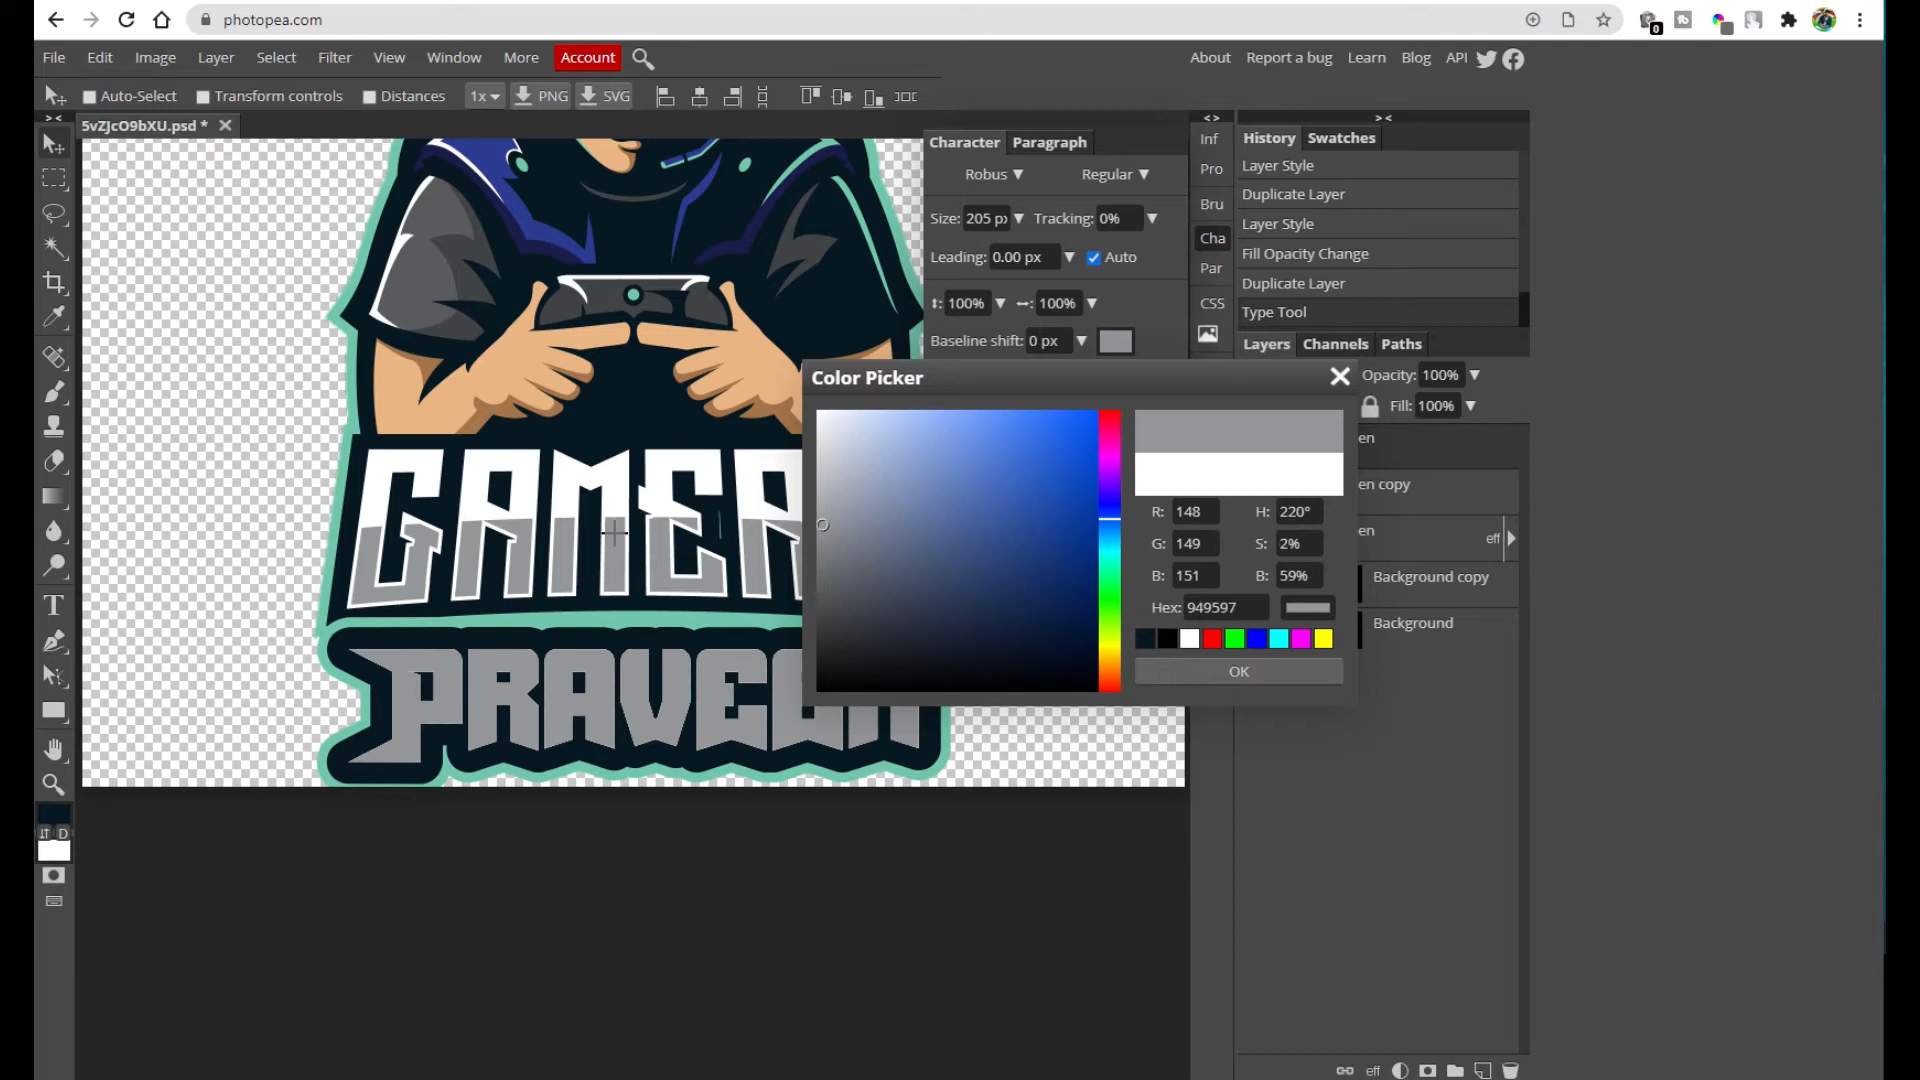 photopea.com
0
File Edit Image Layer Select Filter View Window More Account
About Report a bug Learn Blog API
Auto-Select Transform controls Distances 1x PNG SVG
5vZJcO9bXU.psd *
Character Paragraph
Robus Regular
Size: 205 px Tracking: 0%
Leading: 0.00 px Auto
100% 100%
Baseline shift: 0 px
Inf
Pro
Bru
Cha
Par
CSS
History Swatches
Layer Style
Duplicate Layer
Layer Style
Fill Opacity Change
Duplicate Layer
Type Tool
Layers Channels Paths
Opacity: 100%
Fill: 100%
en
en copy
en eff
Background copy
Background
Color Picker
R: 148 H: 220°
G: 149 S: 2%
B: 151 B: 59%
Hex: 949597
OK
GAMER
PRAVEEN
T
D
eff